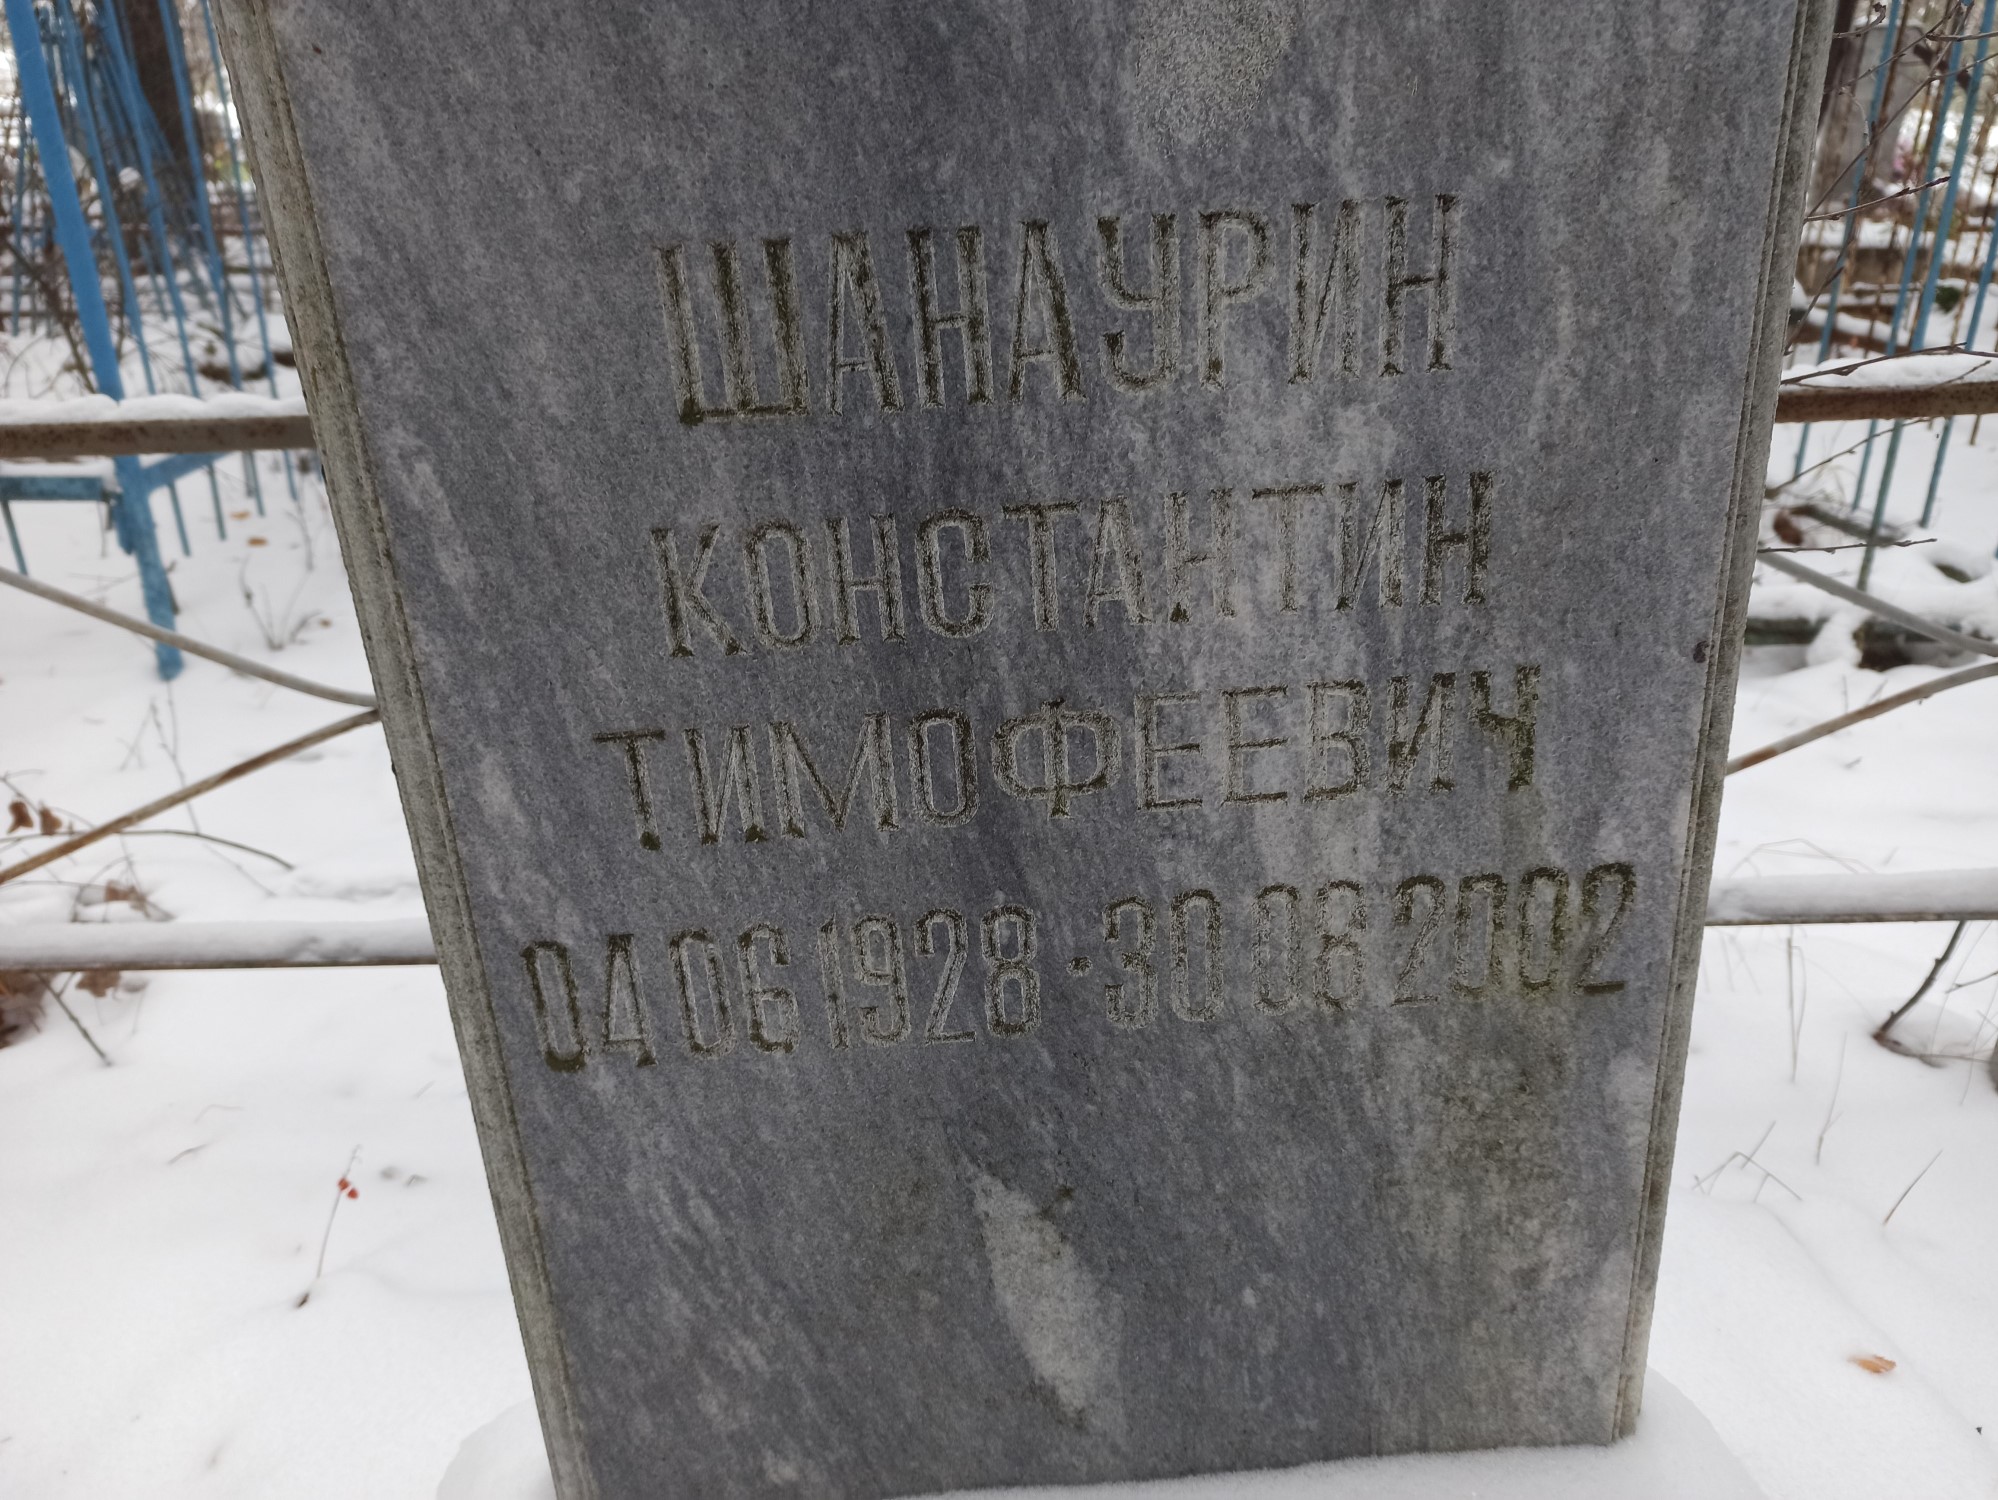 ШАНАУРИН
КОНСТАНТИН
ТИМОФЕЕВИЧ
04 06 1928 · 30 08 2002